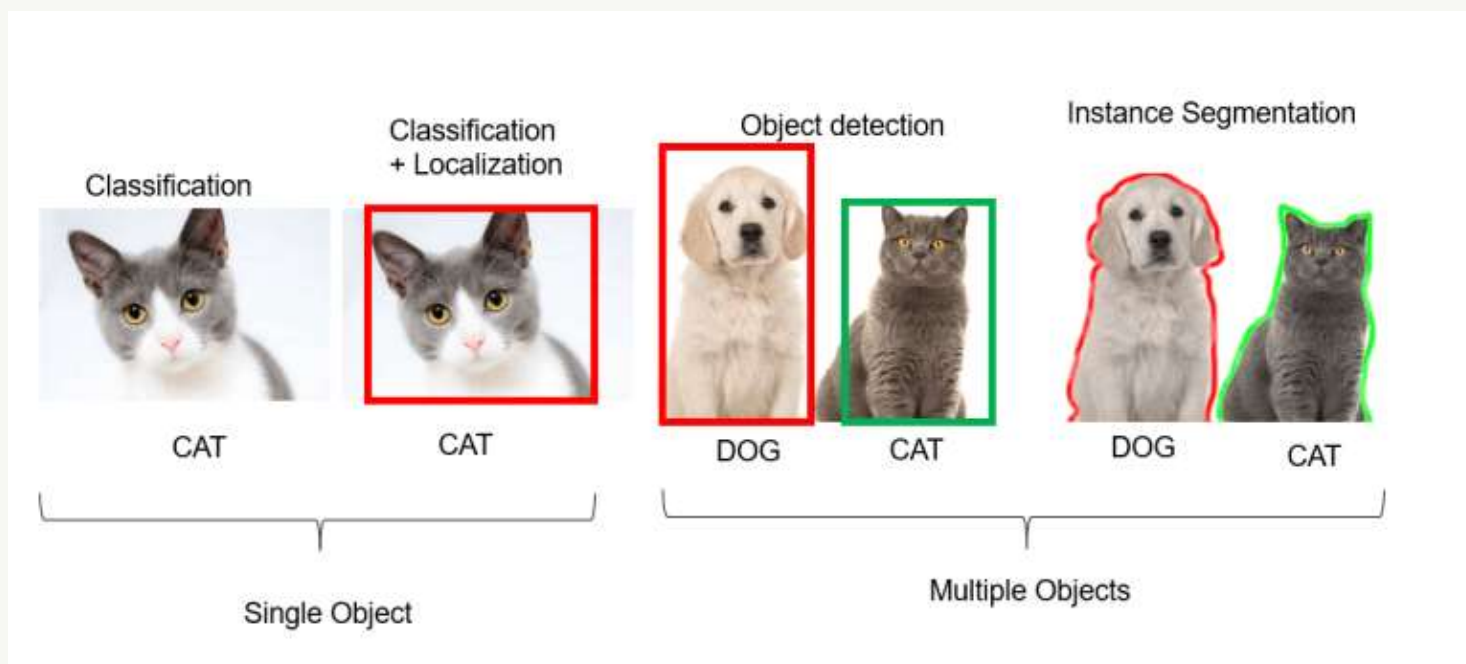 Classification
CAT
Classification
+ Localization
CAT
Single Object
Object detection
DOG
CAT
Instance Segmentation
DOG
CAT
Multiple Objects